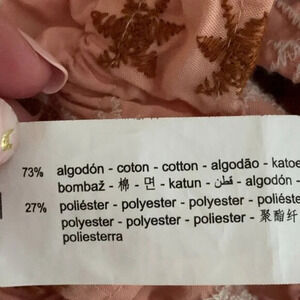 73% algodón - coton - cotton - algodão - katoe
bombaž - 棉 - 면 - katun - قطن - algodón -
27% poliéster - polyester - polyester - poliéste
polyester - polyester - poliester - 聚酯纤
poliesterra